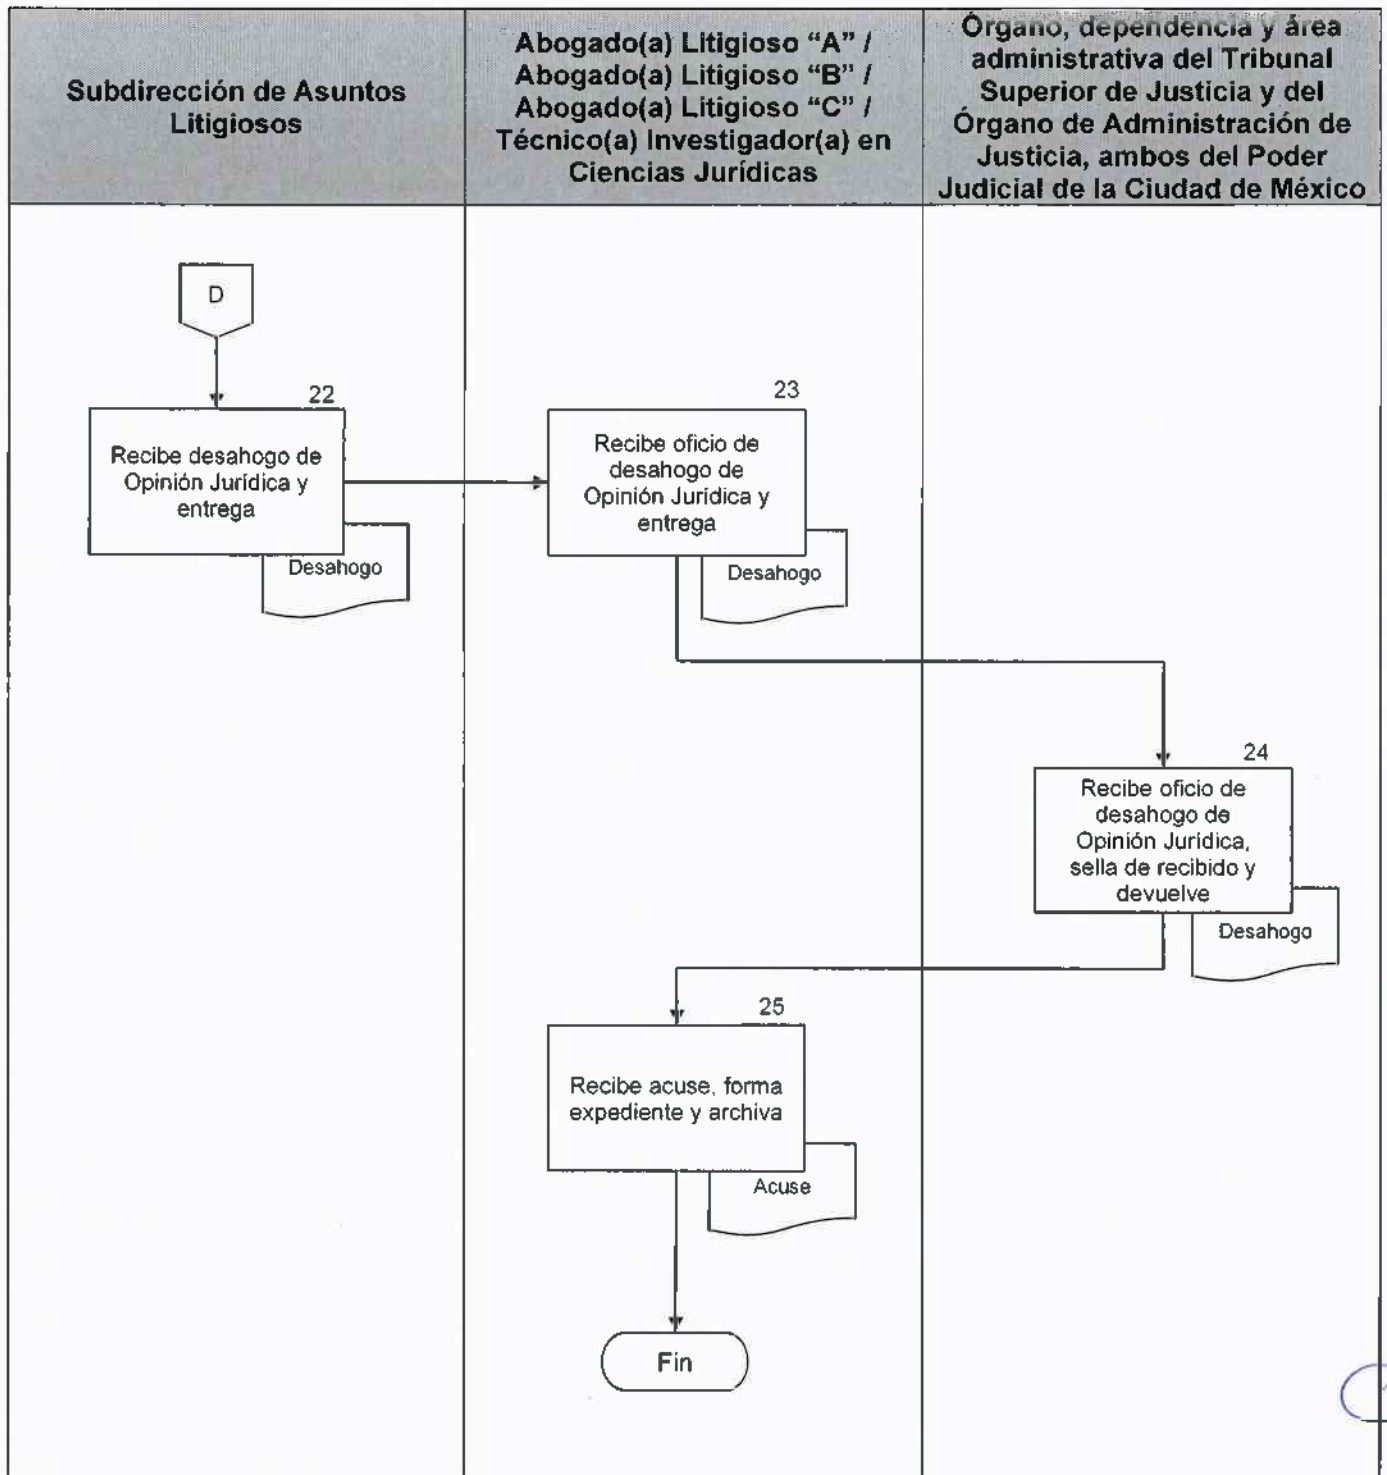 Subdirección de Asuntos
Litigiosos
Abogado(a) Litigioso “A” /
Abogado(a) Litigioso “B” /
Abogado(a) Litigioso “C” /
Técnico(a) Investigador(a) en
Ciencias Jurídicas
Órgano, dependencia y área
administrativa del Tribunal
Superior de Justicia y del
Órgano de Administración de
Justicia, ambos del Poder
Judicial de la Ciudad de México
D
22
Recibe desahogo de
Opinión Jurídica y
entrega
Desahogo
23
Recibe oficio de
desahogo de
Opinión Jurídica y
entrega
Desahogo
24
Recibe oficio de
desahogo de
Opinión Jurídica,
sella de recibido y
devuelve
Desahogo
25
Recibe acuse, forma
expediente y archiva
Acuse
Fin